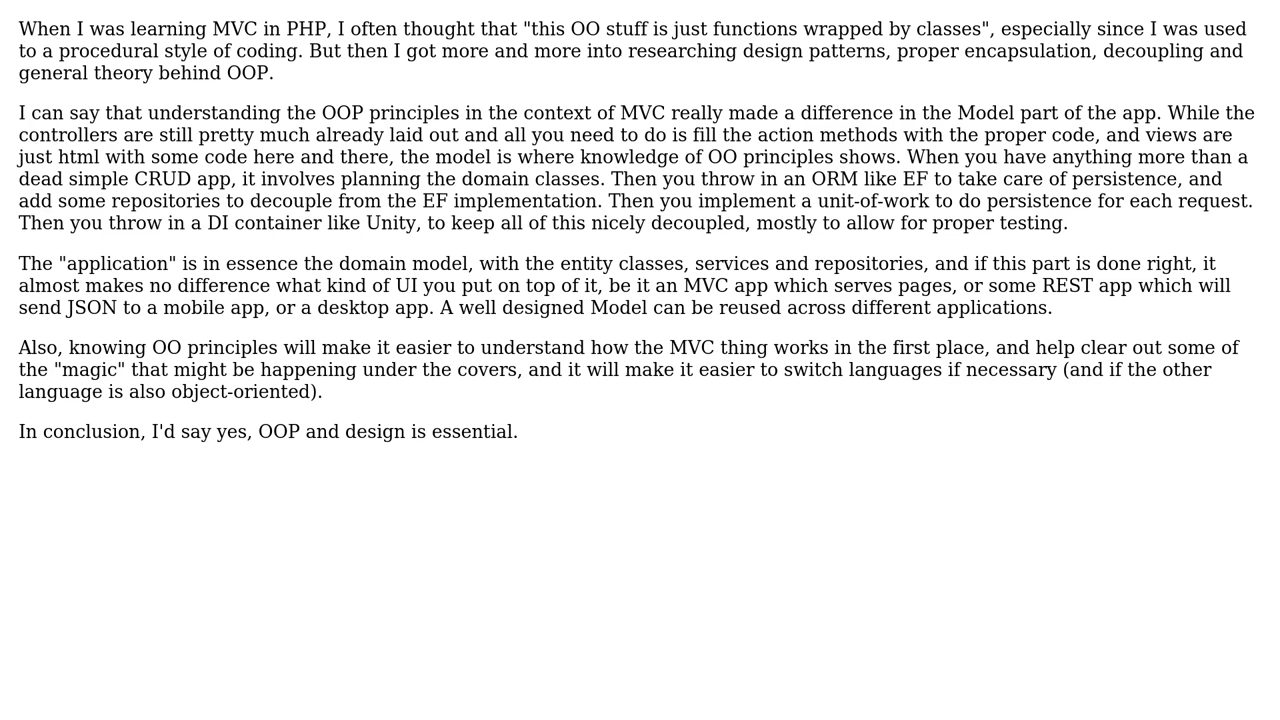 When I was learning MVC in PHP, I often thought that "this OO stuff is just functions wrapped by classes", especially since I was used
to a procedural style of coding. But then I got more and more into researching design patterns, proper encapsulation, decoupling and
general theory behind OOP.
I can say that understanding the OOP principles in the context of MVC really made a difference in the Model part of the app. While the
controllers are still pretty much already laid out and all you need to do is fill the action methods with the proper code, and views are
just html with some code here and there, the model is where knowledge of OO principles shows. When you have anything more than a
dead simple CRUD app, it involves planning the domain classes. Then you throw in an ORM like EF to take care of persistence, and
add some repositories to decouple from the EF implementation. Then you implement a unit-of-work to do persistence for each request.
Then you throw in a DI container like Unity, to keep all of this nicely decoupled, mostly to allow for proper testing.
The "application" is in essence the domain model, with the entity classes, services and repositories, and if this part is done right, it
almost makes no difference what kind of UI you put on top of it, be it an MVC app which serves pages, or some REST app which will
send JSON to a mobile app, or a desktop app. A well designed Model can be reused across different applications.
Also, knowing OO principles will make it easier to understand how the MVC thing works in the first place, and help clear out some of
the "magic" that might be happening under the covers, and it will make it easier to switch languages if necessary (and if the other
language is also object-oriented).
In conclusion, I'd say yes, OOP and design is essential.